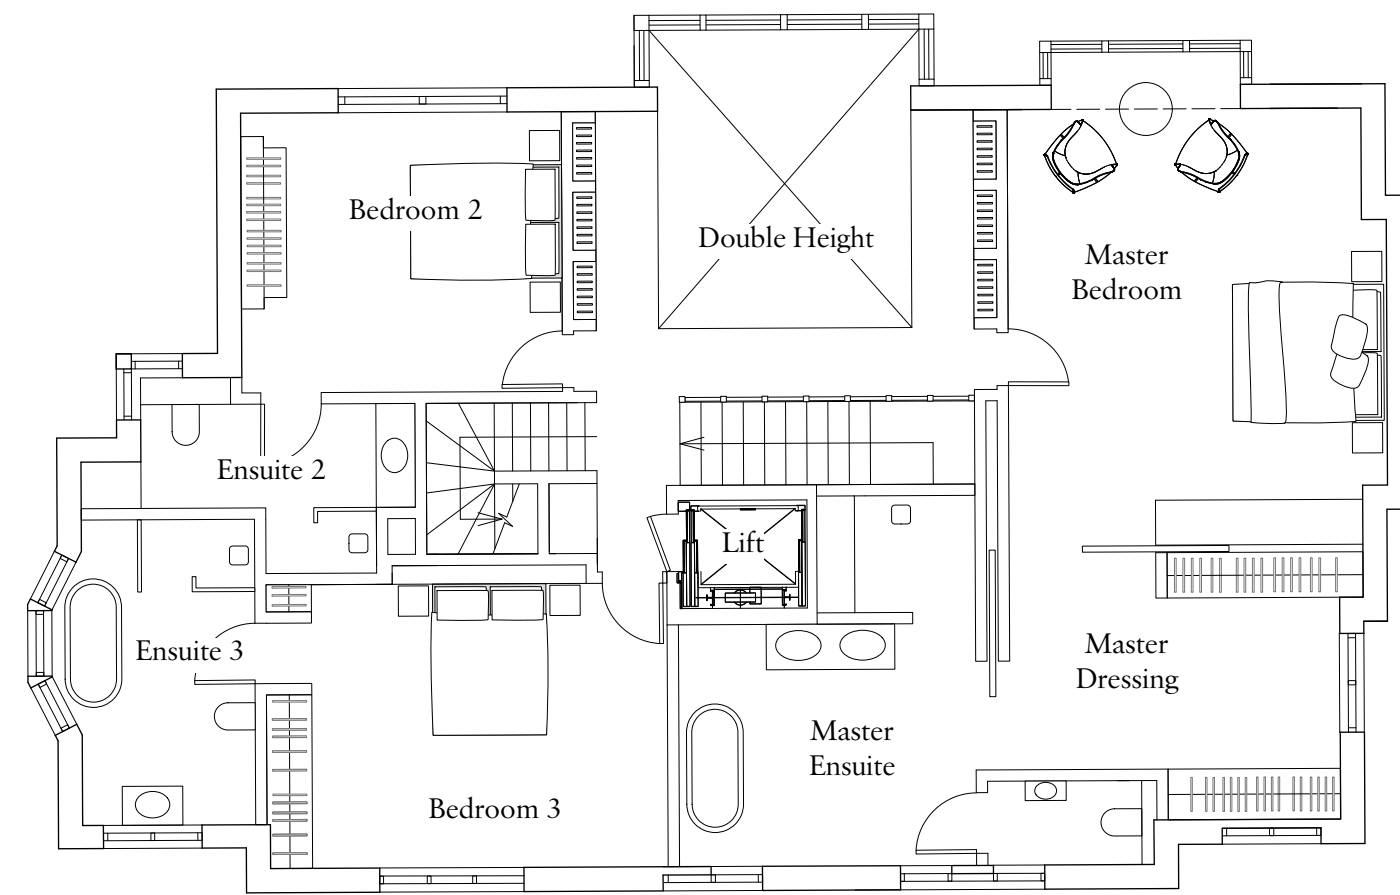 Bedroom 2
Double Height
Master
Bedroom
Ensuite 2
Lift
Ensuite 3
Master
Dressing
Master
Ensuite
Bedroom 3